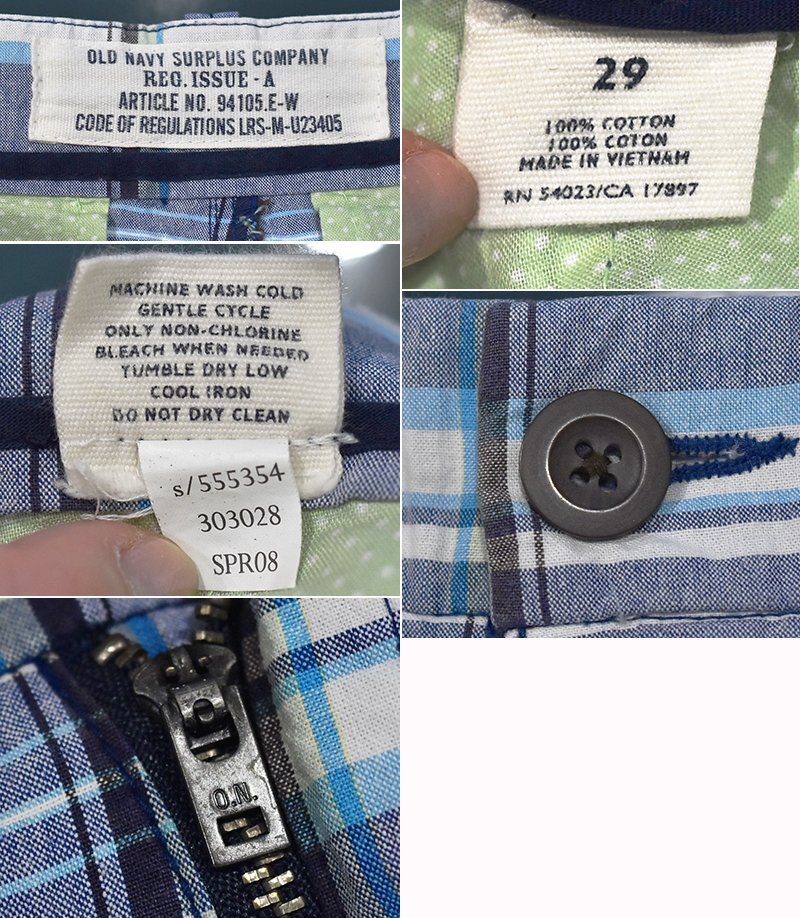 OLD NAVY SURPLUS COMPANY
REG. ISSUE - A
ARTICLE NO. 94105.E-W
CODE OF REGULATIONS LRS-M-U23405
29
100% COTTON
100% COTON
MADE IN VIETNAM
RN 54023/CA 17897
MACHINE WASH COLD
GENTLE CYCLE
ONLY NON-CHLORINE
BLEACH WHEN NEEDED
TUMBLE DRY LOW
COOL IRON
DO NOT DRY CLEAN
s/555354
303028
SPR08
O.N.